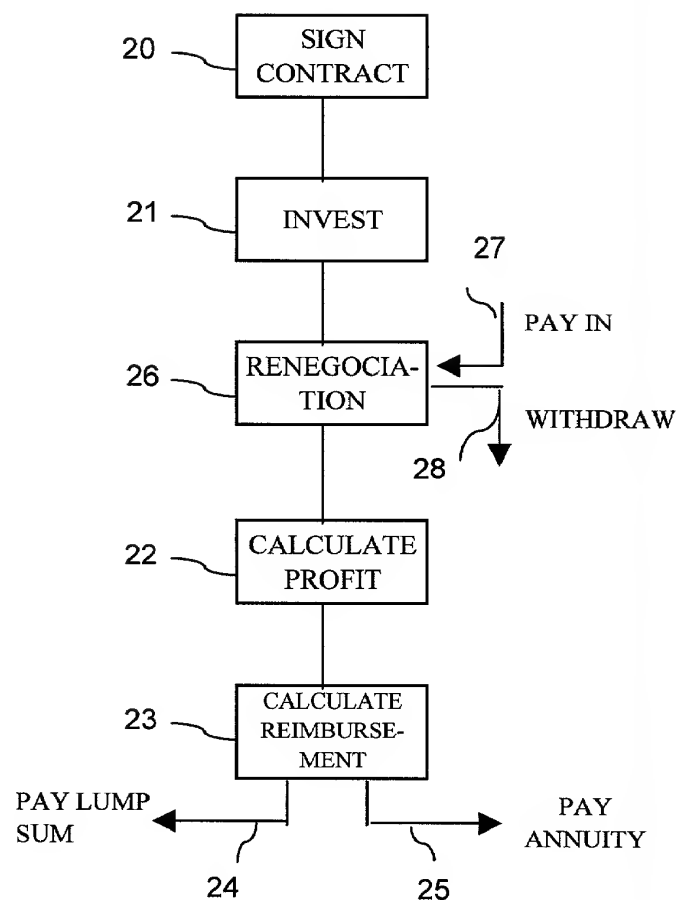 20
SIGN
CONTRACT
21
INVEST
27
PAY IN
26
RENEGOCIA-
TION
WITHDRAW
28
22
CALCULATE
PROFIT
23
CALCULATE
REIMBURSE-
MENT
PAY LUMP
SUM
PAY
ANNUITY
24
25